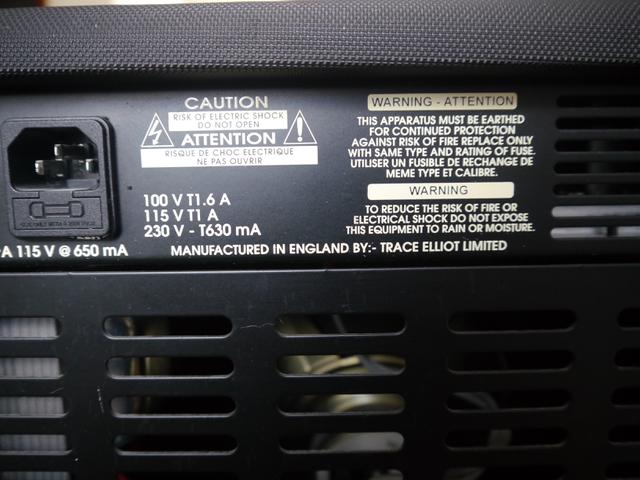 CAUTION
RISK OF ELECTRIC SHOCK
DO NOT OPEN
ATTENTION
RISQUE DE CHOC ELECTRIQUE
NE PAS OUVRIR
100 V T1.6 A
115 V T1 A
230 V - T630 mA
WARNING - ATTENTION
THIS APPARATUS MUST BE EARTHED
FOR CONTINUED PROTECTION
AGAINST RISK OF FIRE REPLACE ONLY
WITH SAME TYPE AND RATING OF FUSE.
UTILISER UN FUSIBLE DE RECHANGE DE
MEME TYPE ET CALIBRE.
WARNING
TO REDUCE THE RISK OF FIRE OR
ELECTRICAL SHOCK DO NOT EXPOSE
THIS EQUIPMENT TO RAIN OR MOISTURE.
A 115 V @ 650 mA
MANUFACTURED IN ENGLAND BY:- TRACE ELLIOT LIMITED